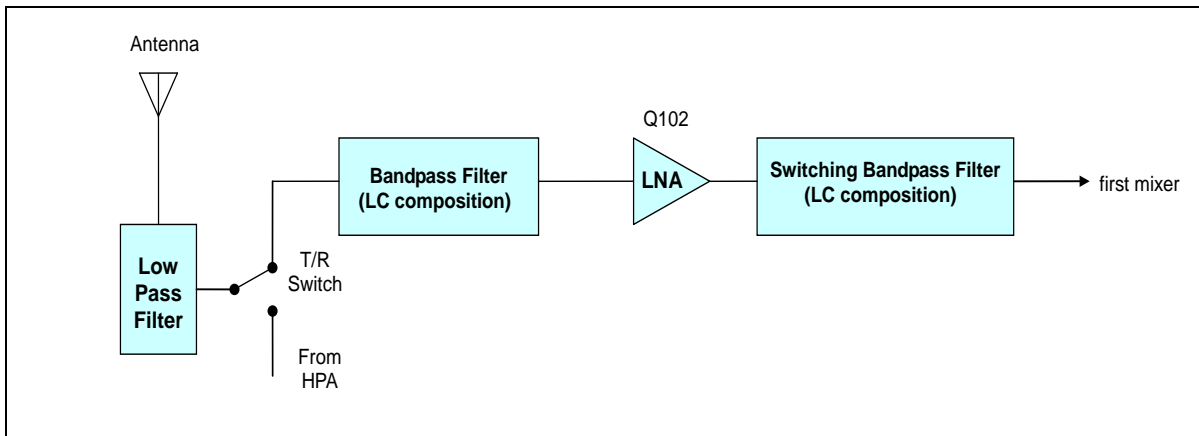 Antenna
Q102
Bandpass Filter
(LC composition)
LNA
Switching Bandpass Filter
(LC composition)
first mixer
Low
Pass
Filter
T/R
Switch
From
HPA